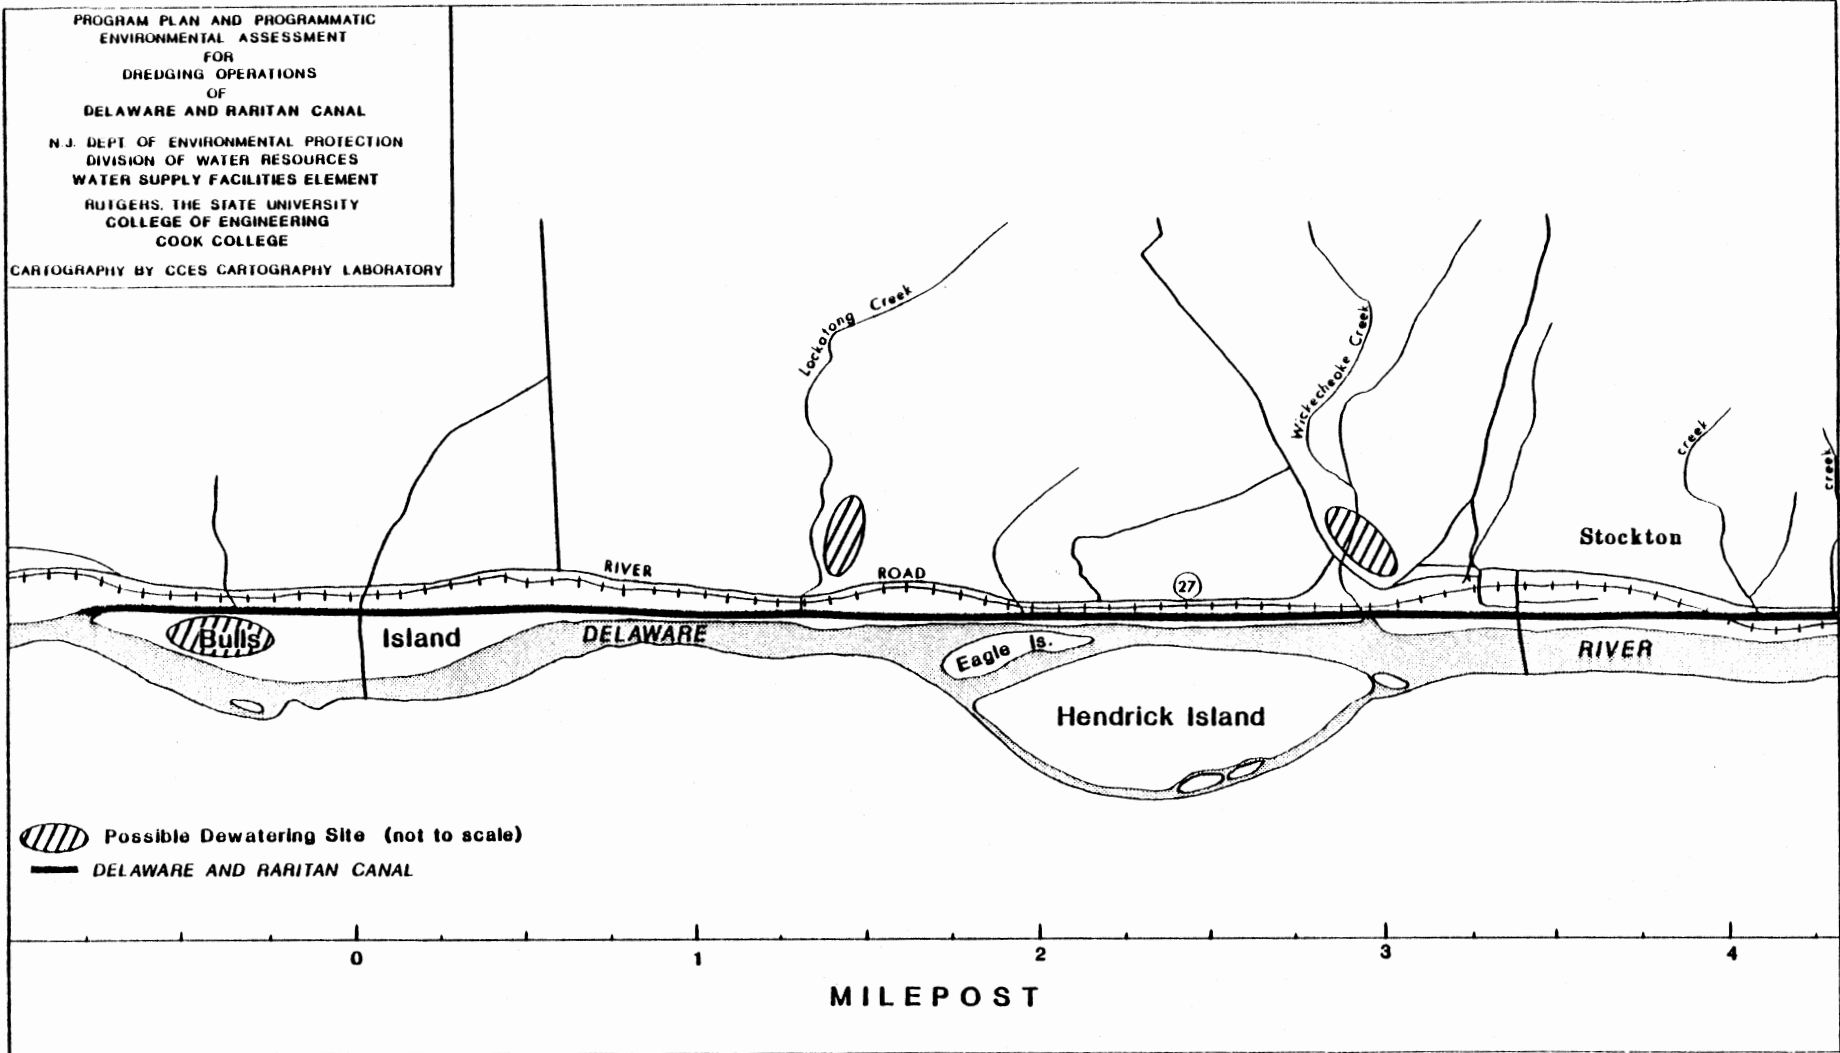 PROGRAM PLAN AND PROGRAMMATIC
ENVIRONMENTAL ASSESSMENT
FOR
DREDGING OPERATIONS
OF
DELAWARE AND RARITAN CANAL
N.J. DEPT. OF ENVIRONMENTAL PROTECTION
DIVISION OF WATER RESOURCES
WATER SUPPLY FACILITIES ELEMENT
RUTGERS, THE STATE UNIVERSITY
COLLEGE OF ENGINEERING
COOK COLLEGE
CARTOGRAPHY BY CCES CARTOGRAPHY LABORATORY
Lockatong Creek
Wickecheoke Creek
creek
creek
Stockton
RIVER ROAD
27
Bulls Island
DELAWARE RIVER
Eagle Is.
Hendrick Island
Possible Dewatering Site (not to scale)
DELAWARE AND RARITAN CANAL
0 1 2 3 4
MILEPOST